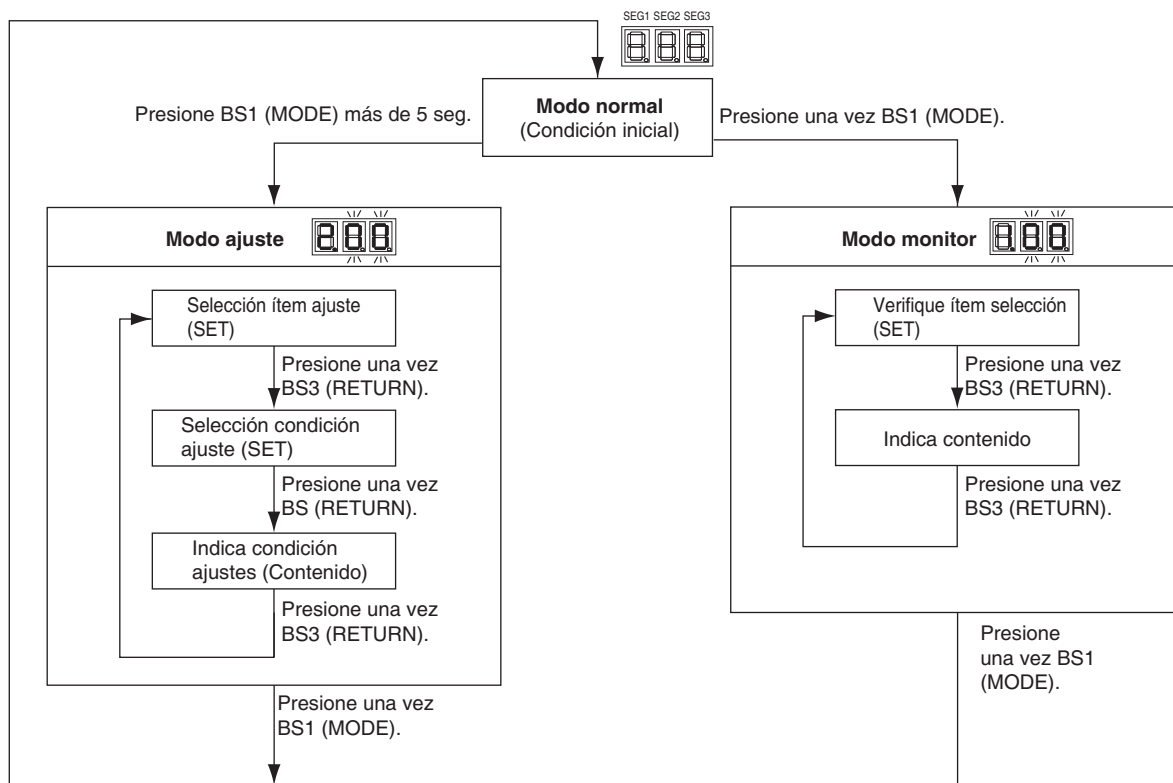 SEG1 SEG2 SEG3
Modo normal
(Condición inicial)
Presione BS1 (MODE) más de 5 seg.
Presione una vez BS1 (MODE).
Modo ajuste
200
Selección ítem ajuste
(SET)
Presione una vez
BS3 (RETURN).
Selección condición
ajuste (SET)
Presione una vez
BS (RETURN).
Indica condición
ajustes (Contenido)
Presione una vez
BS3 (RETURN).
Presione una vez
BS1 (MODE).
Modo monitor
100
Verifique ítem selección
(SET)
Presione una vez
BS3 (RETURN).
Indica contenido
Presione una vez
BS3 (RETURN).
Presione
una vez BS1
(MODE).